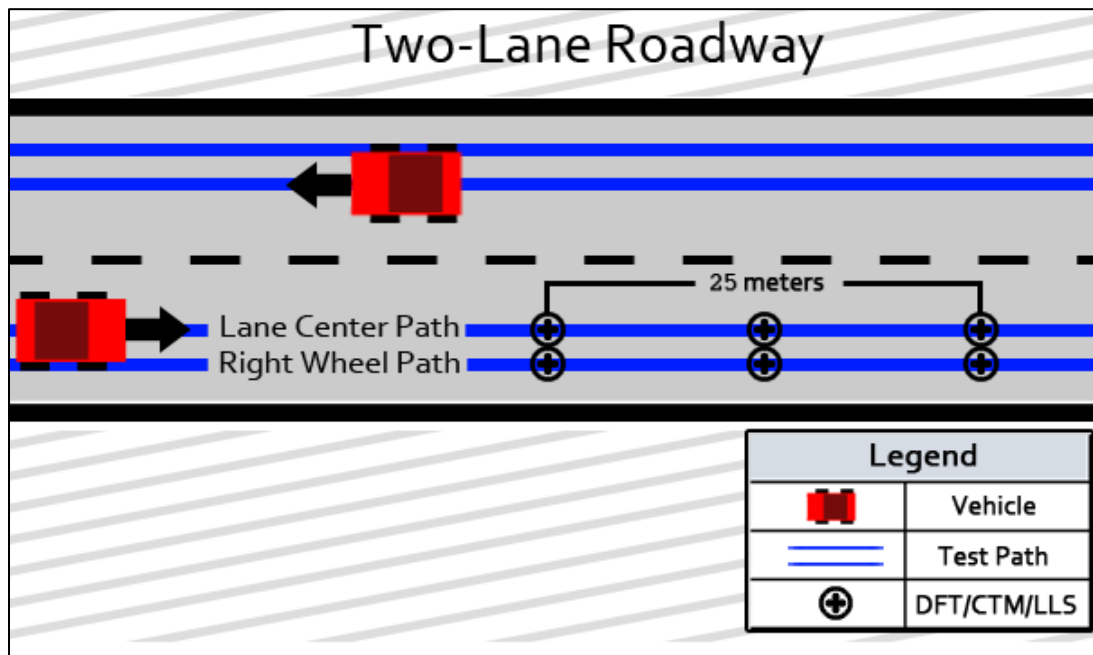 Two-Lane Roadway
25 meters
Lane Center Path
Right Wheel Path
Legend
Vehicle
Test Path
DFT/CTM/LLS